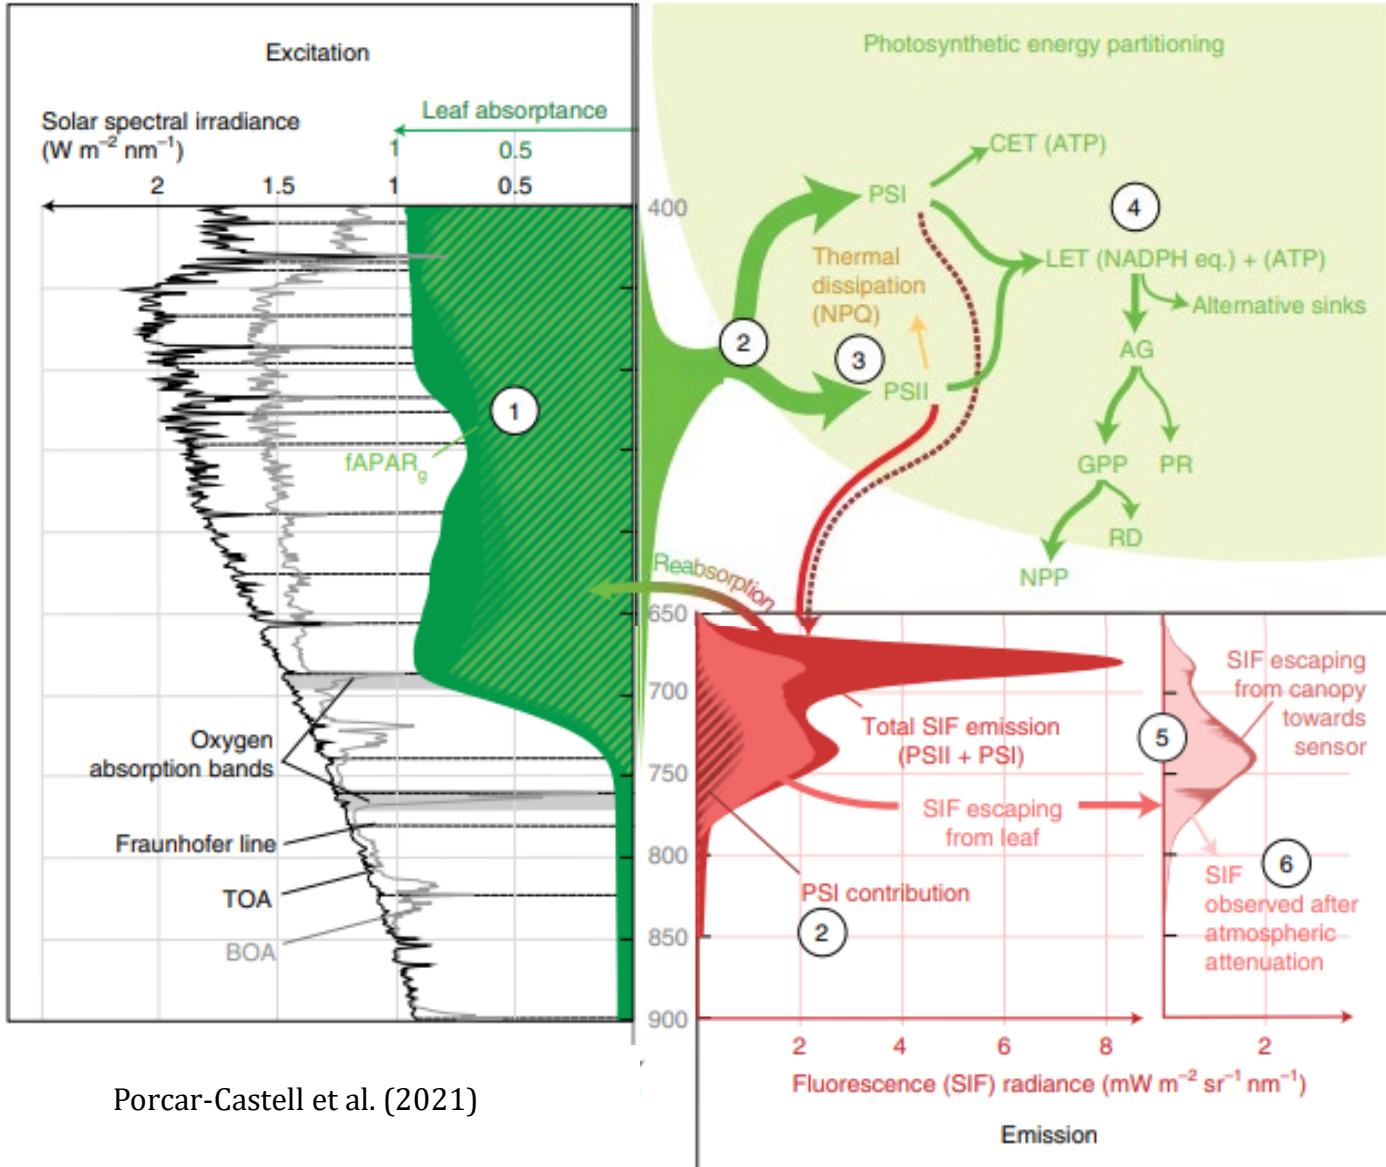 Excitation
Solar spectral irradiance
(W m⁻² nm⁻¹)
Leaf absorptance
1
0.5
2
1.5
1
0.5
fAPARg
1
Oxygen
absorption bands
Fraunhofer line
TOA
BOA
400
650
700
750
800
850
900
Photosynthetic energy partitioning
CET (ATP)
PSI
4
Thermal
dissipation
(NPQ)
LET (NADPH eq.) + (ATP)
Alternative sinks
2
3
PSII
AG
GPP
PR
RD
NPP
Reabsorption
Total SIF emission
(PSII + PSI)
SIF escaping
from leaf
PSI contribution
2
SIF escaping
from canopy
towards
sensor
5
6
SIF
observed after
atmospheric
attenuation
2
4
6
8
2
Fluorescence (SIF) radiance (mW m⁻² sr⁻¹ nm⁻¹)
Emission
Porcar-Castell et al. (2021)